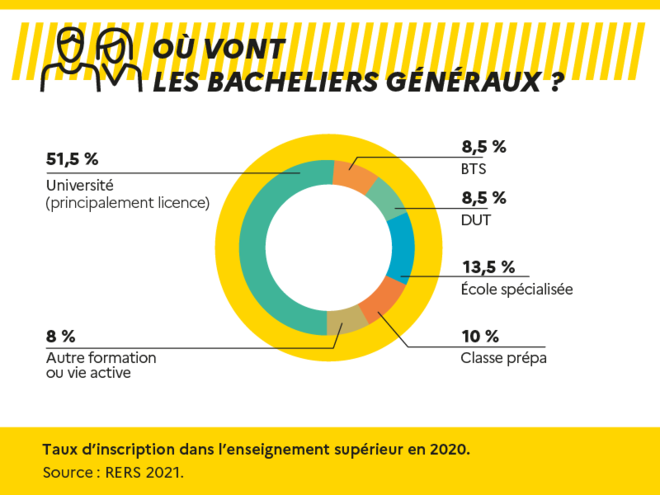 OÙ VONT
LES BACHELIERS GÉNÉRAUX ?
51,5 %
Université
(principalement licence)
8,5 %
BTS
8,5 %
DUT
13,5 %
École spécialisée
10 %
Classe prépa
8 %
Autre formation
ou vie active
Taux d’inscription dans l’enseignement supérieur en 2020.
Source : RERS 2021.